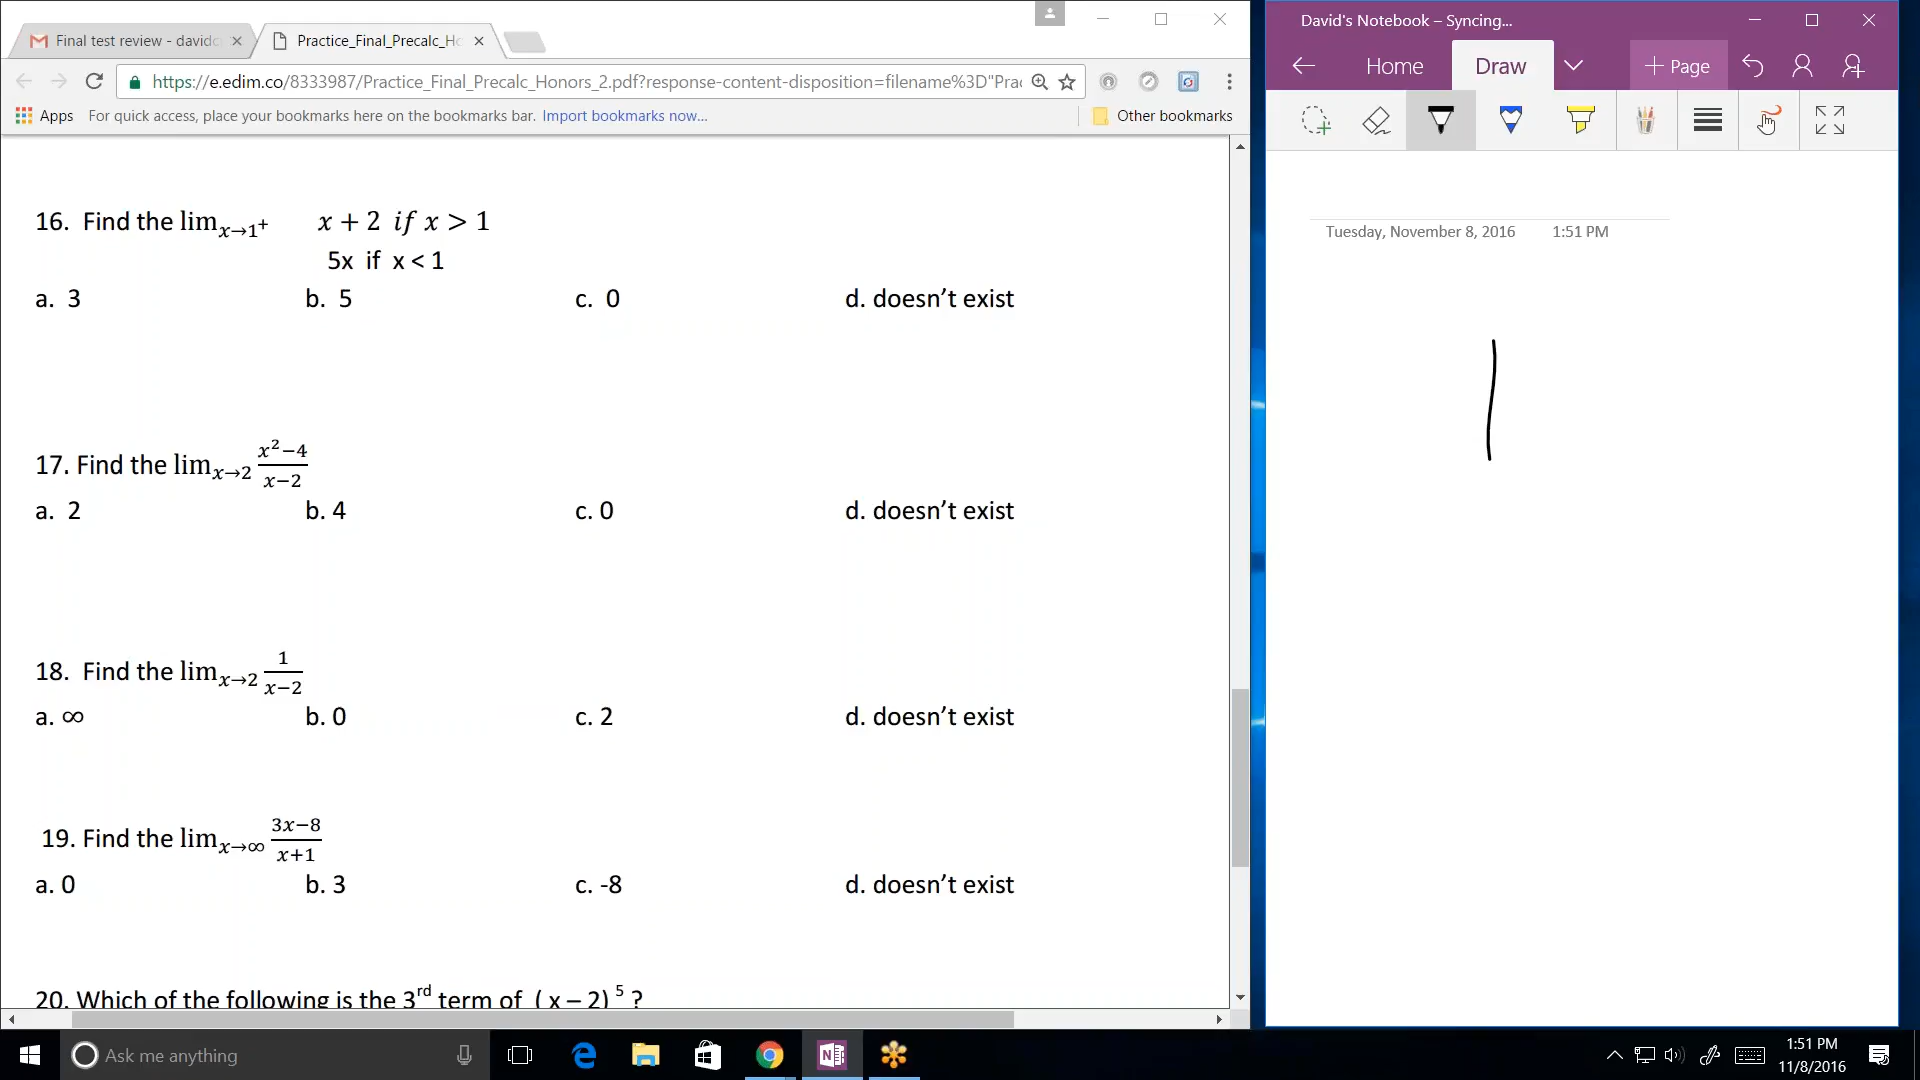 Final test review - davidc
Practice_Final_Precalc_Ho
https://e.edim.co/8333987/Practice_Final_Precalc_Honors_2.pdf?response-content-disposition=filename%3D"Prac
Apps For quick access, place your bookmarks here on the bookmarks bar. Import bookmarks now... Other bookmarks
16. Find the lim x→1⁺ x + 2 if x > 1
5x if x < 1
a. 3 b. 5 c. 0 d. doesn't exist
17. Find the lim x→2 (x²−4)/(x−2)
a. 2 b. 4 c. 0 d. doesn't exist
18. Find the lim x→2 1/(x−2)
a. ∞ b. 0 c. 2 d. doesn't exist
19. Find the lim x→∞ (3x−8)/(x+1)
a. 0 b. 3 c. -8 d. doesn't exist
20. Which of the following is the 3rd term of ( x – 2) ⁵ ?
David's Notebook – Syncing...
Home Draw + Page
Tuesday, November 8, 2016 1:51 PM
Ask me anything
1:51 PM
11/8/2016